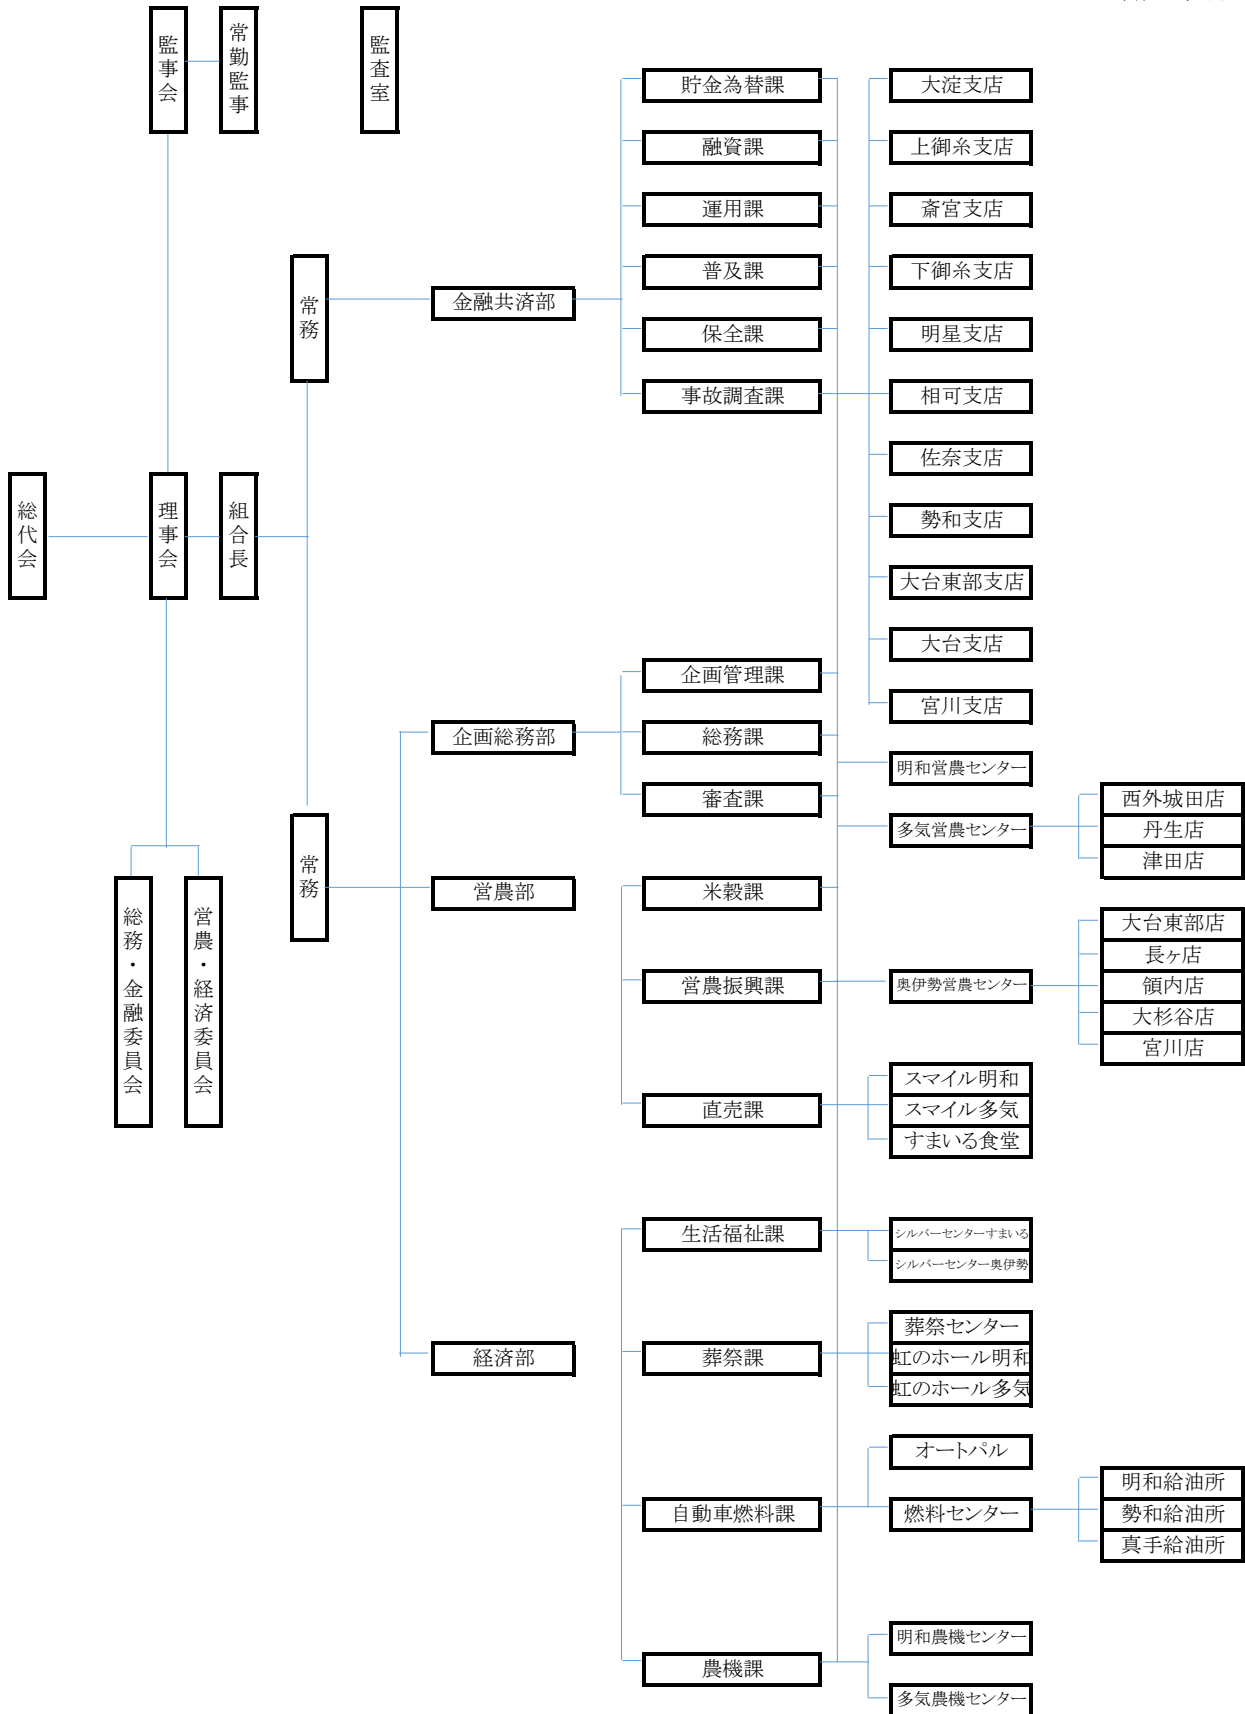 監事会
常勤監事
監査室
総代会
理事会
組合長
総務・金融委員会
営農・経済委員会
常務
金融共済部
貯金為替課
融資課
運用課
普及課
保全課
事故調査課
大淀支店
上御糸支店
斎宮支店
下御糸支店
明星支店
相可支店
佐奈支店
勢和支店
大台東部支店
大台支店
宮川支店
常務
企画総務部
企画管理課
総務課
審査課
明和営農センター
多気営農センター
西外城田店
丹生店
津田店
営農部
米穀課
営農振興課
奥伊勢営農センター
大台東部店
長ヶ店
領内店
大杉谷店
宮川店
直売課
スマイル明和
スマイル多気
すまいる食堂
経済部
生活福祉課
シルバーセンターすまいる
シルバーセンター奥伊勢
葬祭課
葬祭センター
虹のホール明和
虹のホール多気
自動車燃料課
オートパル
燃料センター
明和給油所
勢和給油所
真手給油所
農機課
明和農機センター
多気農機センター